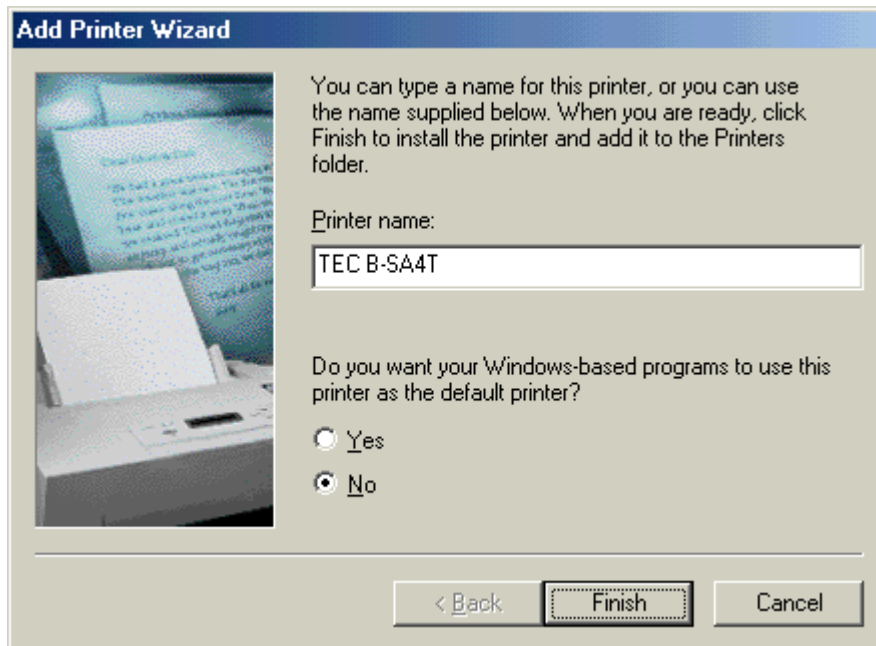 Add Printer Wizard
You can type a name for this printer, or you can use
the name supplied below. When you are ready, click
Finish to install the printer and add it to the Printers
folder.
Printer name:
TEC B-SA4T
Do you want your Windows-based programs to use this
printer as the default printer?
Yes
No
< Back
Finish
Cancel